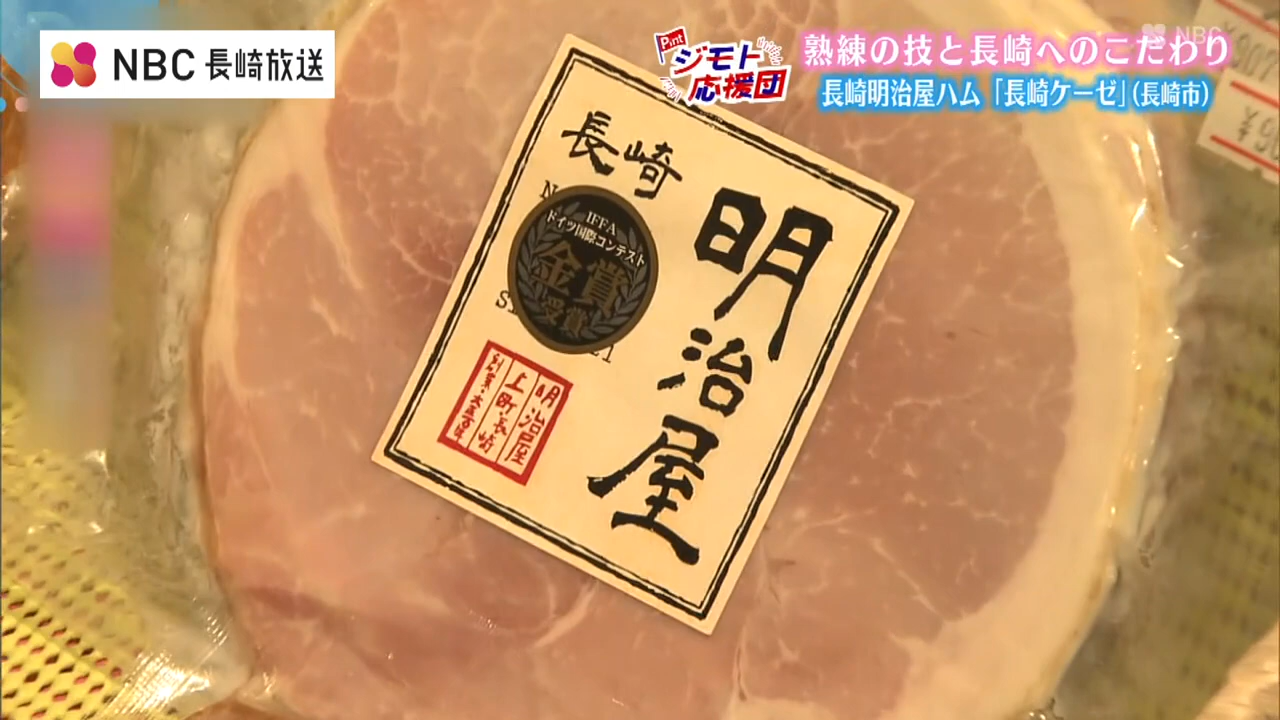 NBC 長崎放送
Pint
ジモト
応援団
熟練の技と長崎へのこだわり
長崎明治屋ハム「長崎ケーゼ」(長崎市)
NBC
長崎
明治屋
IFFA
ドイツ国際コンテスト
金賞
受賞
明治屋
上町・長崎